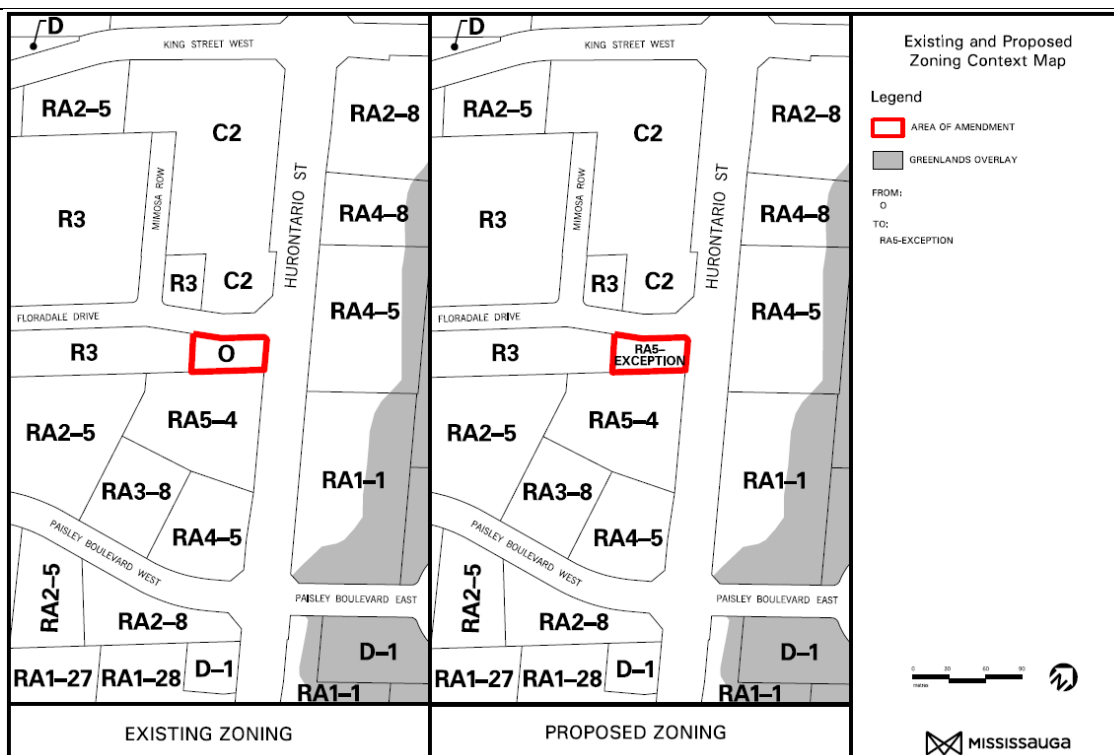 D
KING STREET WEST
RA2–5
C2
RA2–8
MIMOSA ROW
HURONTARIO ST
R3
RA4–8
R3
C2
RA4–5
FLORADALE DRIVE
R3
O
RA5–4
RA2–5
RA1–1
RA3–8
RA4–5
PAISLEY BOULEVARD WEST
RA2–5
PAISLEY BOULEVARD EAST
RA2–8
D–1
D–1
RA1–27
RA1–28
RA1–1
EXISTING ZONING
D
KING STREET WEST
RA2–5
C2
RA2–8
MIMOSA ROW
HURONTARIO ST
R3
RA4–8
R3
C2
RA4–5
FLORADALE DRIVE
R3
RA5–
EXCEPTION
RA5–4
RA2–5
RA1–1
RA3–8
RA4–5
PAISLEY BOULEVARD WEST
RA2–5
PAISLEY BOULEVARD EAST
RA2–8
D–1
D–1
RA1–27
RA1–28
RA1–1
PROPOSED ZONING
Existing and Proposed
Zoning Context Map
Legend
AREA OF AMENDMENT
GREENLANDS OVERLAY
FROM:
O
TO:
RA5-EXCEPTION
0 30 60 90
metres
MISSISSAUGA